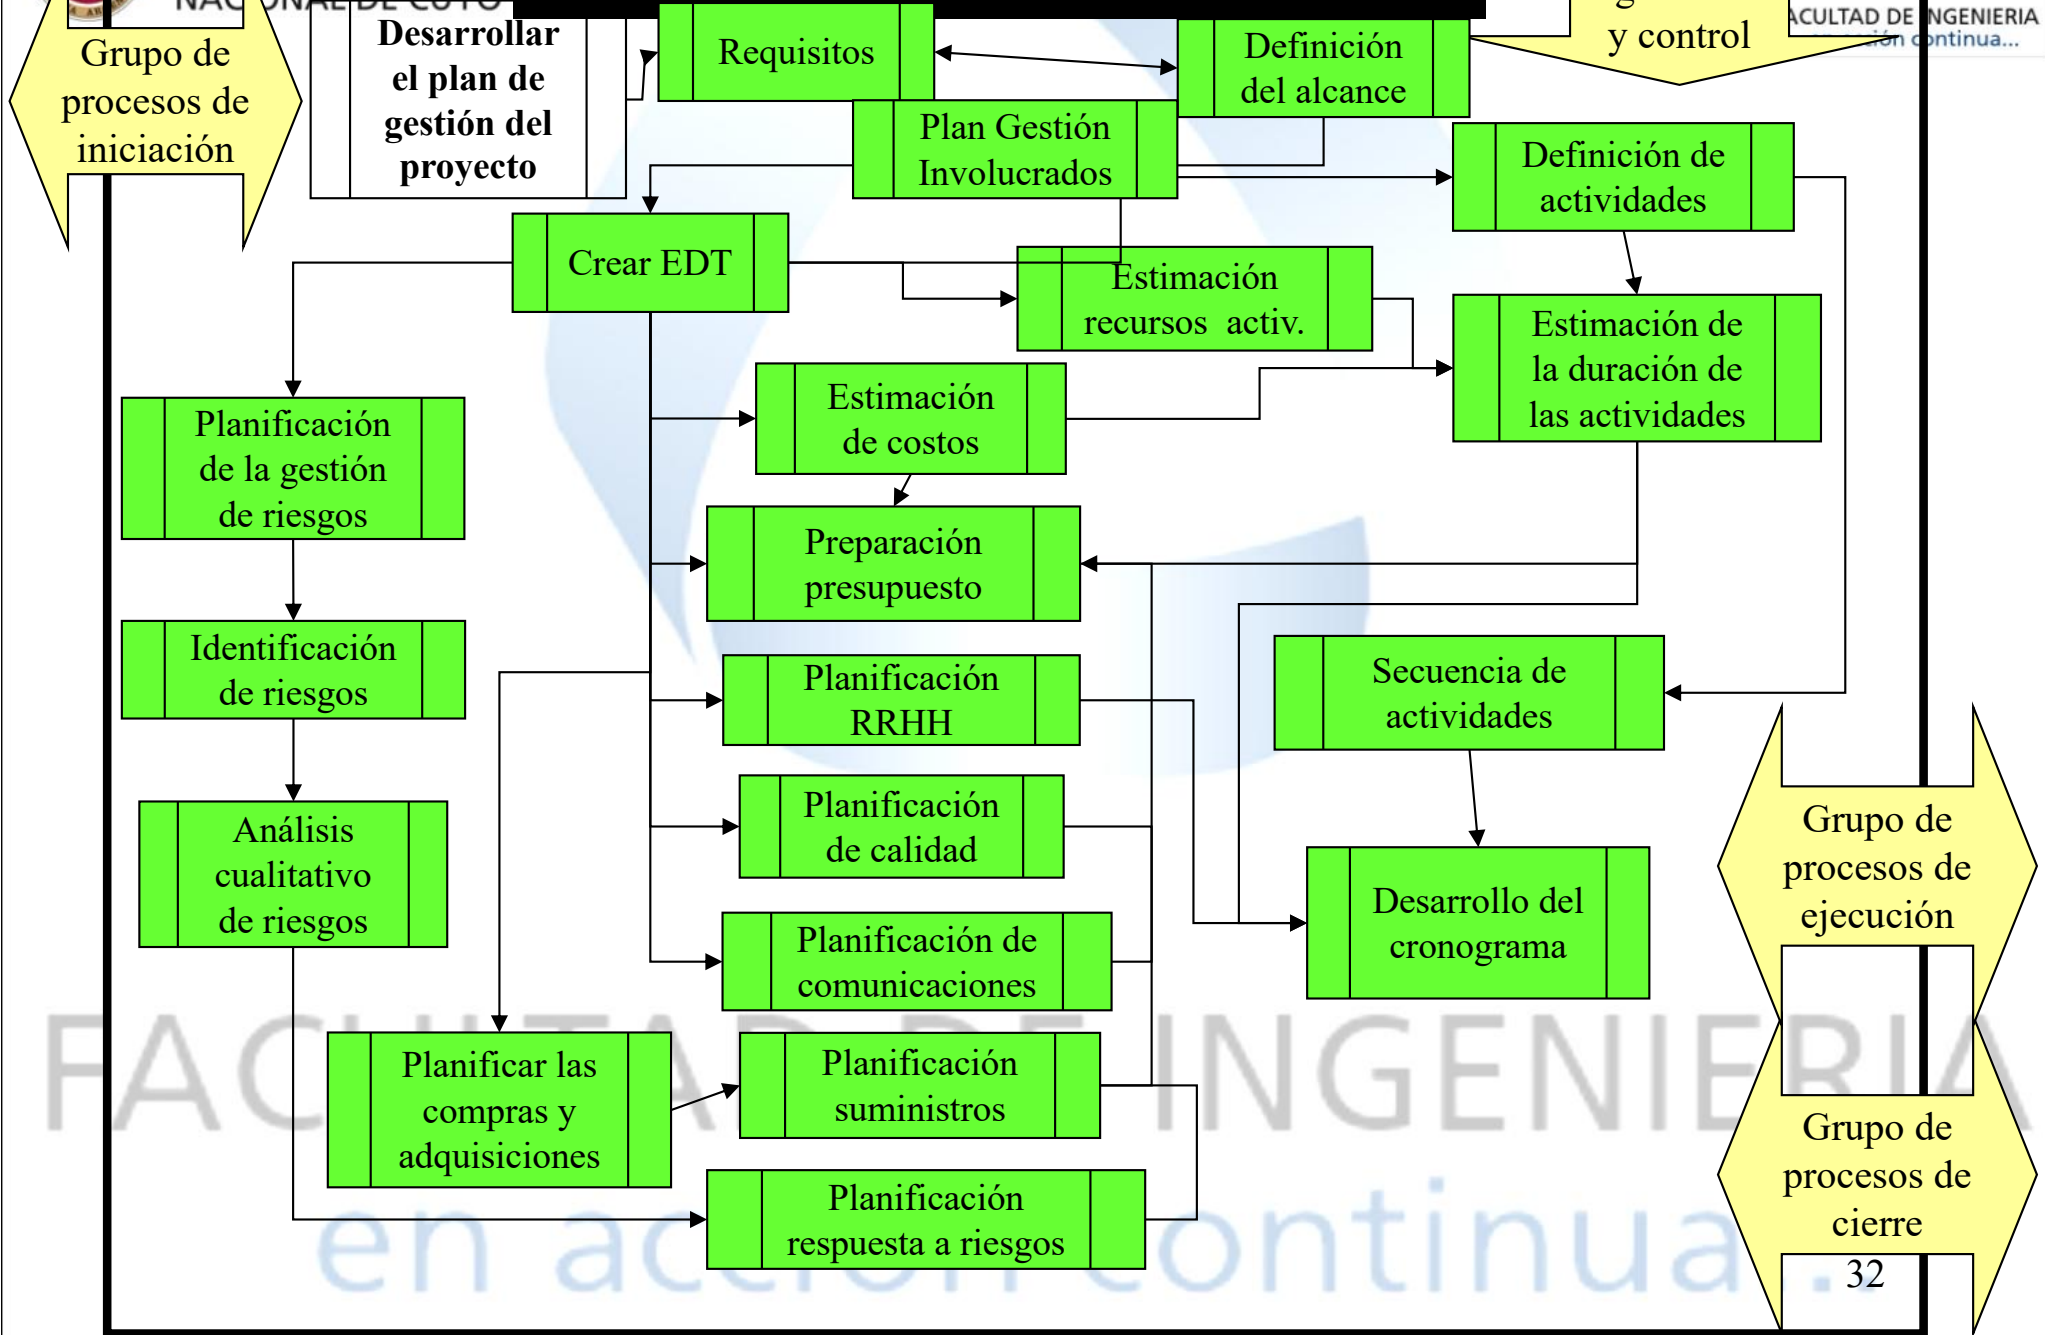 NACIONAL DE CUYO
FACULTAD DE INGENIERIA
continua...
Grupo de
procesos de
iniciación
Desarrollar
el plan de
gestión del
proyecto
Requisitos
Definición
del alcance
y control
Plan Gestión
Involucrados
Definición de
actividades
Crear EDT
Estimación
recursos activ.
Estimación de
la duración de
las actividades
Estimación
de costos
Planificación
de la gestión
de riesgos
Preparación
presupuesto
Identificación
de riesgos
Planificación
RRHH
Secuencia de
actividades
Planificación
de calidad
Análisis
cualitativo
de riesgos
Grupo de
procesos de
ejecución
Desarrollo del
cronograma
Planificación de
comunicaciones
Planificar las
compras y
adquisiciones
Planificación
suministros
Grupo de
procesos de
cierre
Planificación
respuesta a riesgos
FACULTAD DE INGENIERIA
en acción continua...
32